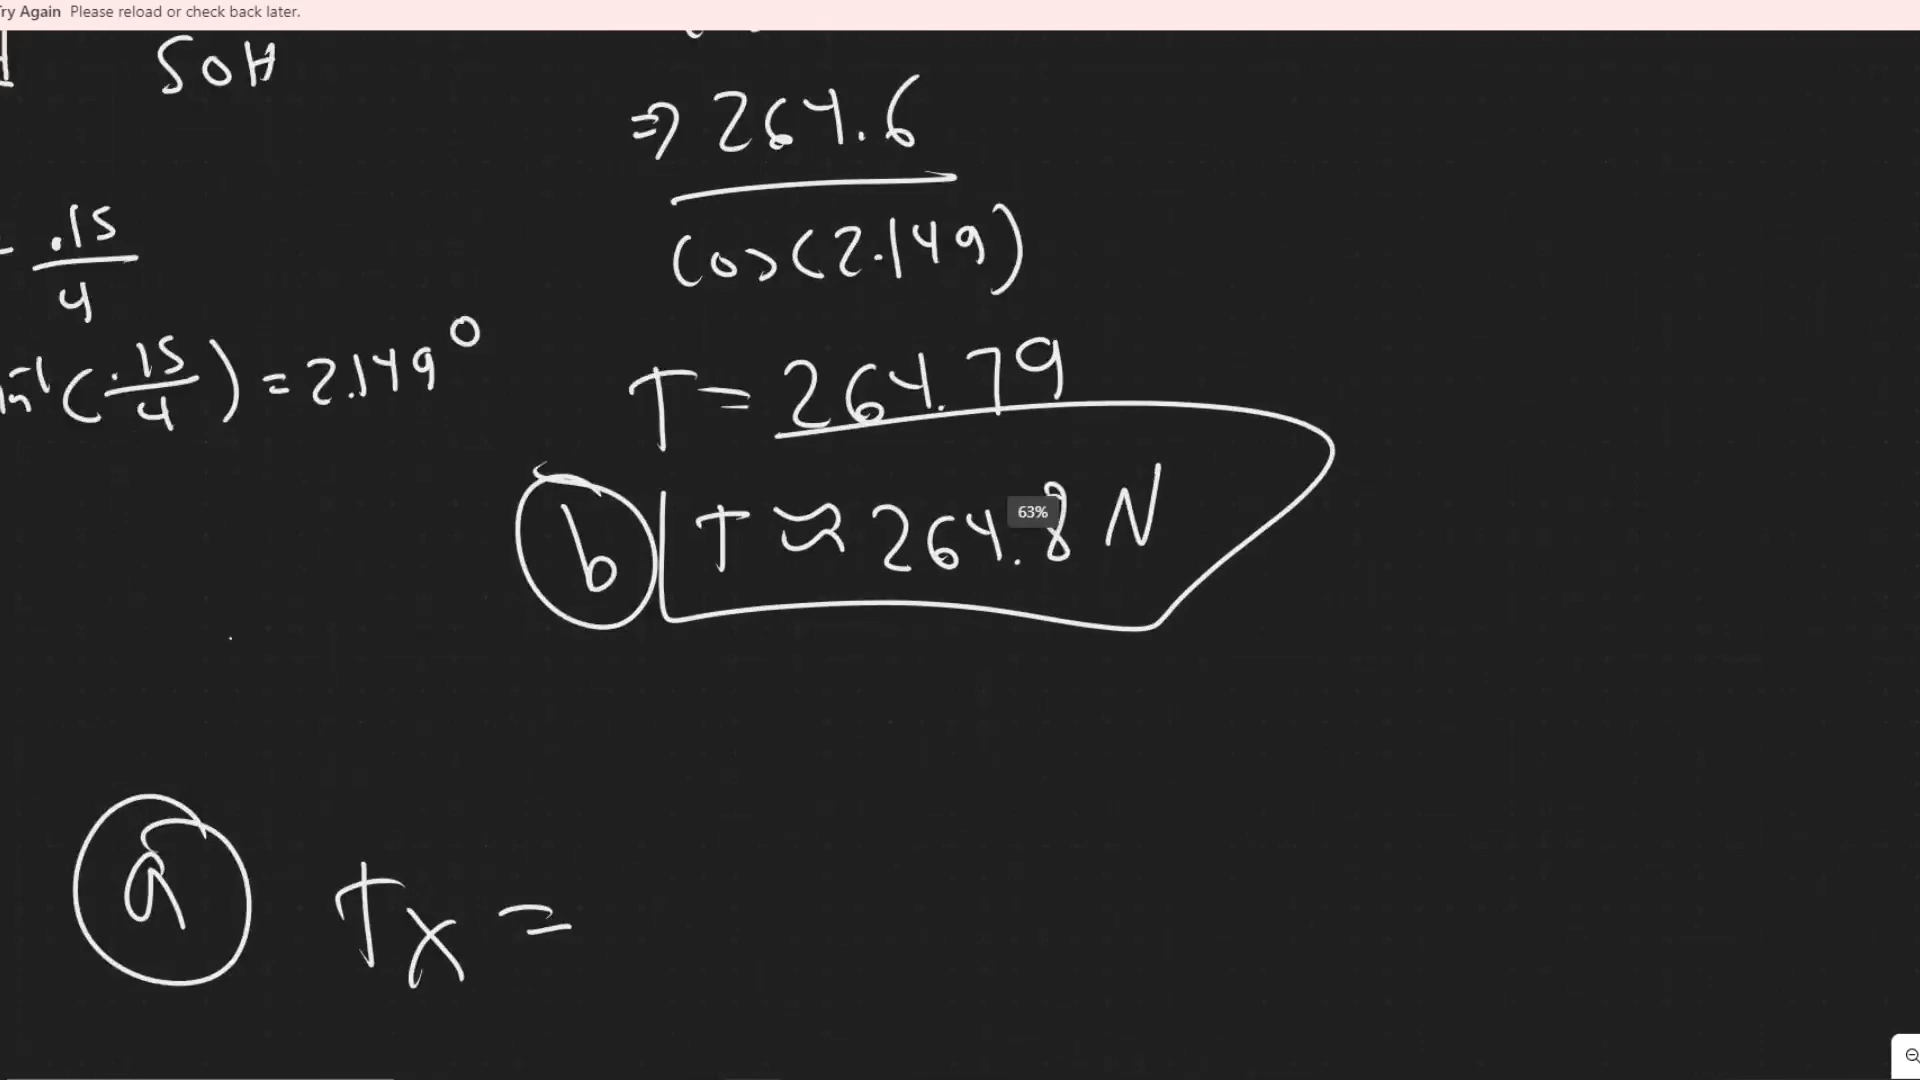 Try Again Please reload or check back later.
SOH
⇒ 264.6
cos(2.149)
.15
4
(.15/4) = 2.149°
T = 264.79
b T ≈ 264.8 N
63%
a Tx =